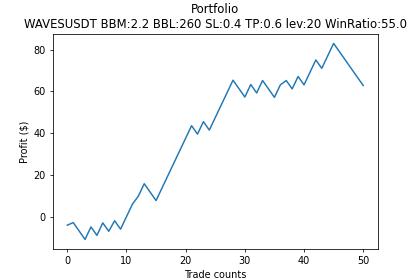 Portfolio
WAVESUSDT BBM:2.2 BBL:260 SL:0.4 TP:0.6 lev:20 WinRatio:55.0
Profit ($)
80
60
40
20
0
0 10 20 30 40 50
Trade counts